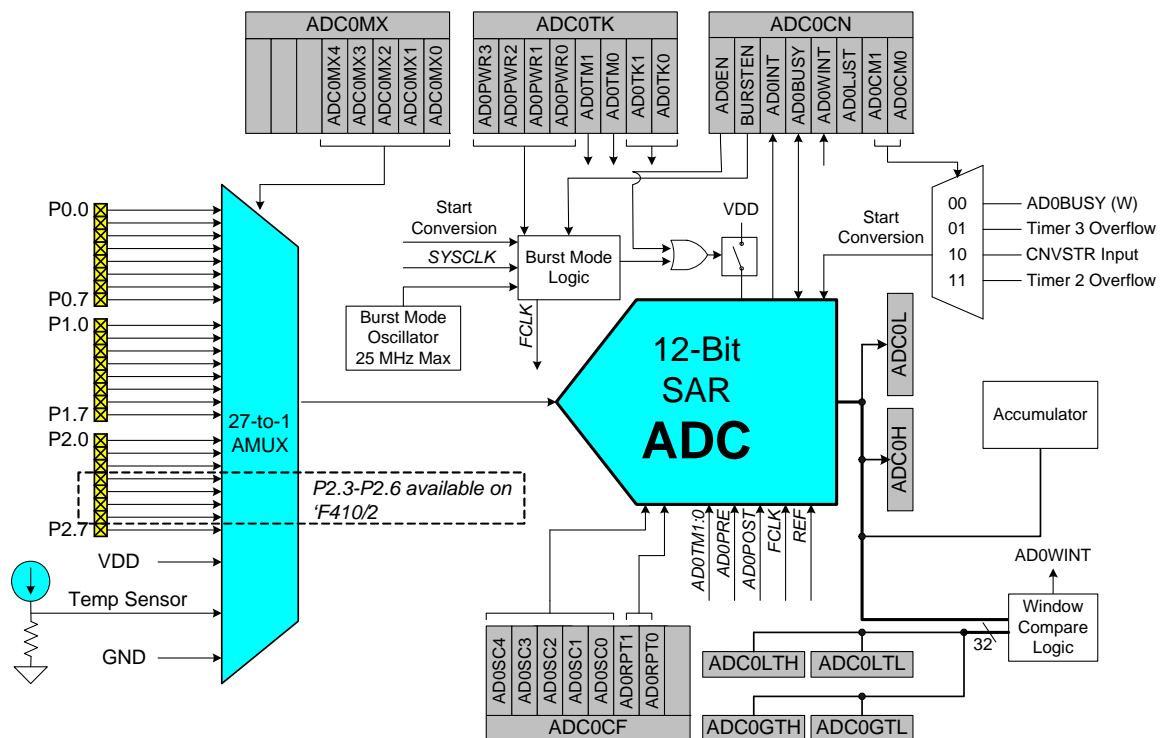 ADC0MX
ADC0MX4
ADC0MX3
ADC0MX2
ADC0MX1
ADC0MX0
ADC0TK
AD0PWR3
AD0PWR2
AD0PWR1
AD0PWR0
AD0TM1
AD0TM0
AD0TK1
AD0TK0
ADC0CN
AD0EN
BURSTEN
AD0INT
AD0BUSY
AD0WINT
AD0LJST
AD0CM1
AD0CM0
P0.0
P0.7
P1.0
P1.7
P2.0
P2.7
27-to-1
AMUX
P2.3-P2.6 available on
‘F410/2
VDD
Temp Sensor
GND
Start
Conversion
SYSCLK
Burst Mode
Logic
Burst Mode
Oscillator
25 MHz Max
FCLK
VDD
Start
Conversion
00
01
10
11
AD0BUSY (W)
Timer 3 Overflow
CNVSTR Input
Timer 2 Overflow
12-Bit
SAR
ADC
ADC0L
ADC0H
Accumulator
AD0TM1:0
AD0PRE
AD0POST
FCLK
REF
AD0WINT
Window
Compare
Logic
32
AD0SC4
AD0SC3
AD0SC2
AD0SC1
AD0SC0
AD0RPT1
AD0RPT0
ADC0CF
ADC0LTH
ADC0LTL
ADC0GTH
ADC0GTL